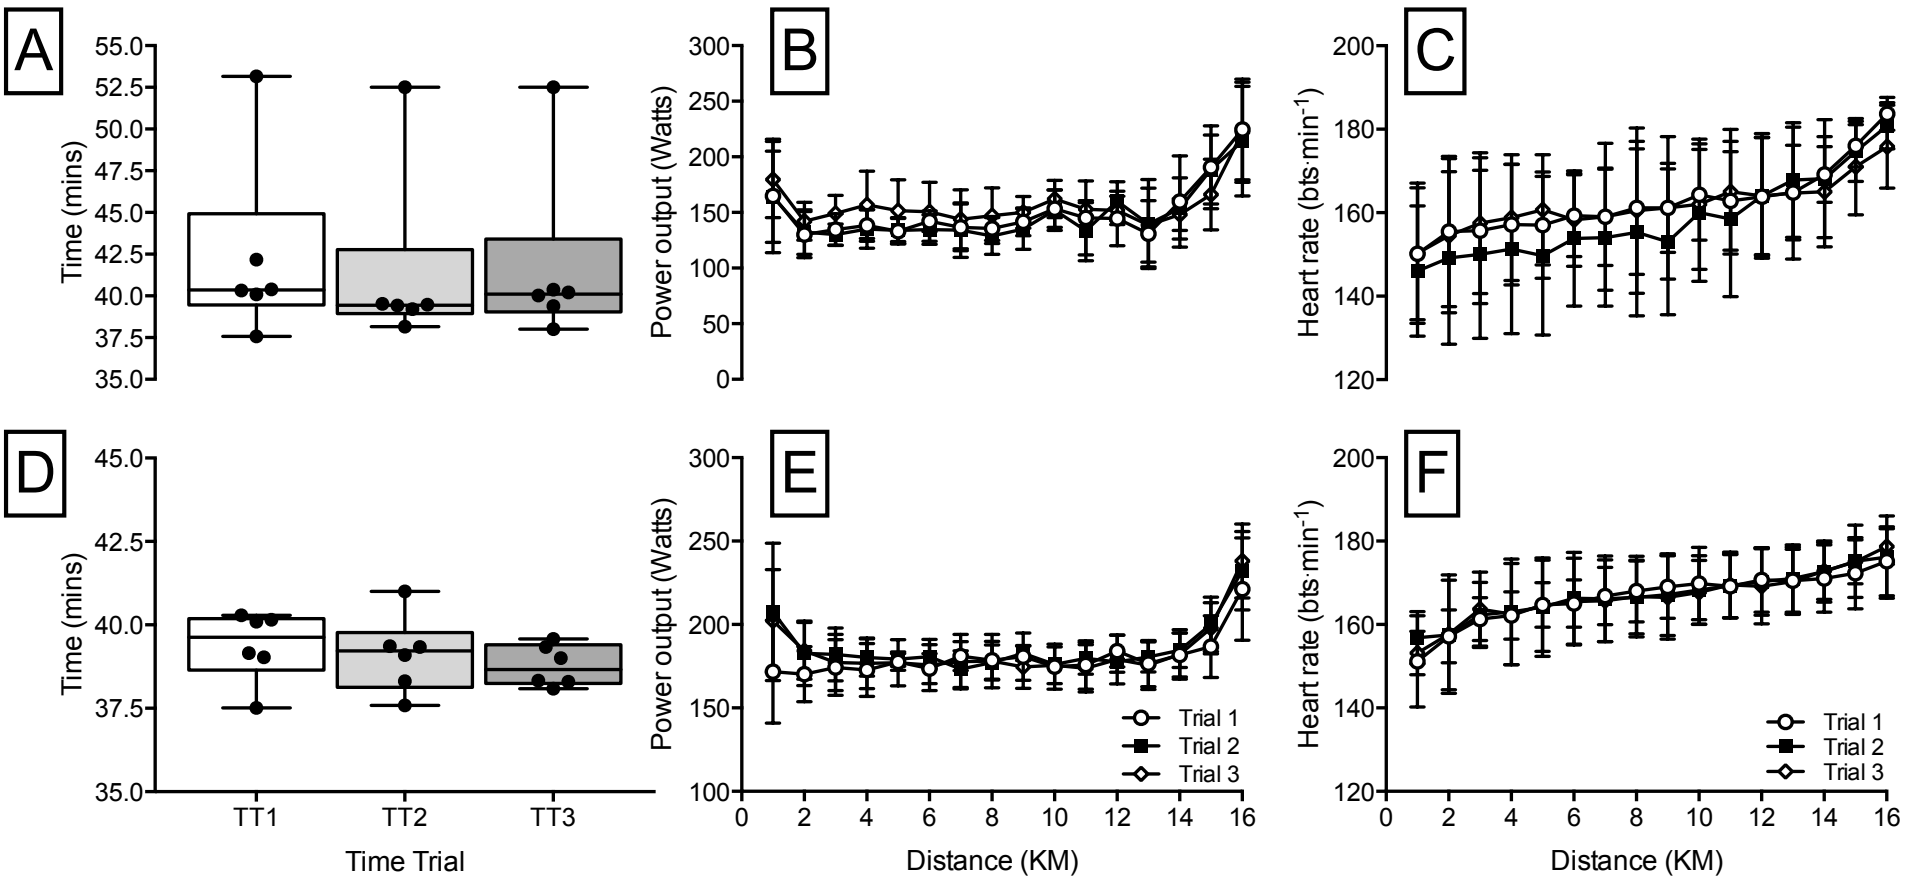 A
55.0
52.5
50.0
47.5
45.0
42.5
40.0
37.5
35.0
Time (mins)
B
300
250
200
150
100
50
0
Power output (Watts)
C
200
180
160
140
120
Heart rate (bts·min⁻¹)
D
45.0
42.5
40.0
37.5
35.0
Time (mins)
TT1 TT2 TT3
Time Trial
E
300
250
200
150
100
Power output (Watts)
Trial 1
Trial 2
Trial 3
0 2 4 6 8 10 12 14 16
Distance (KM)
F
200
180
160
140
120
Heart rate (bts·min⁻¹)
Trial 1
Trial 2
Trial 3
0 2 4 6 8 10 12 14 16
Distance (KM)